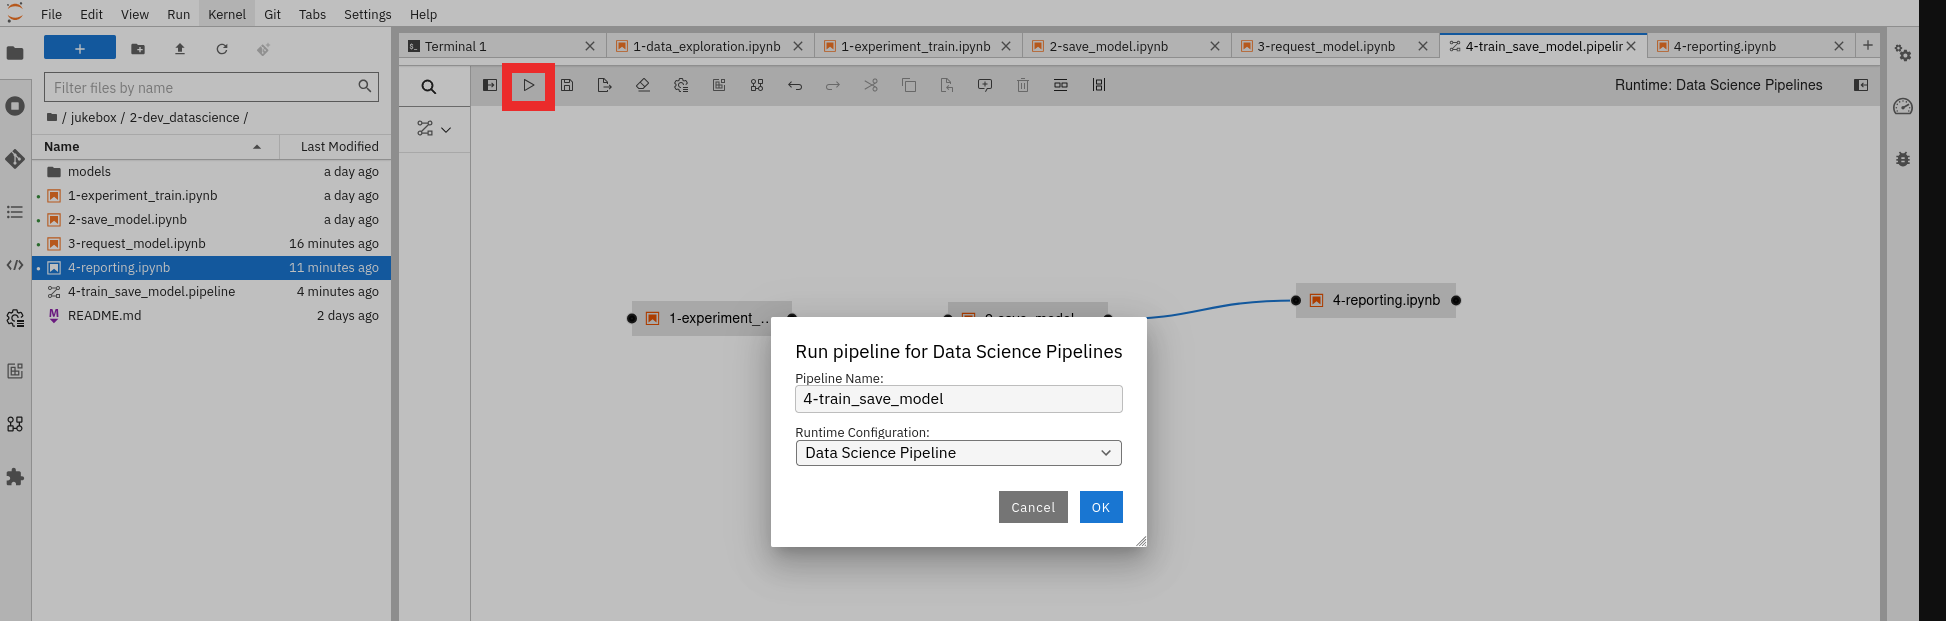 File Edit View Run Kernel Git Tabs Settings Help
Terminal 1
1-data_exploration.ipynb
1-experiment_train.ipynb
2-save_model.ipynb
3-request_model.ipynb
4-train_save_model.pipelin
4-reporting.ipynb
Filter files by name
/ jukebox / 2-dev_datascience /
Name Last Modified
models a day ago
1-experiment_train.ipynb a day ago
2-save_model.ipynb a day ago
3-request_model.ipynb 16 minutes ago
4-reporting.ipynb 11 minutes ago
4-train_save_model.pipeline 4 minutes ago
README.md 2 days ago
Runtime: Data Science Pipelines
1-experiment_...
2-save_model
4-reporting.ipynb
Run pipeline for Data Science Pipelines
Pipeline Name:
4-train_save_model
Runtime Configuration:
Data Science Pipeline
Cancel OK